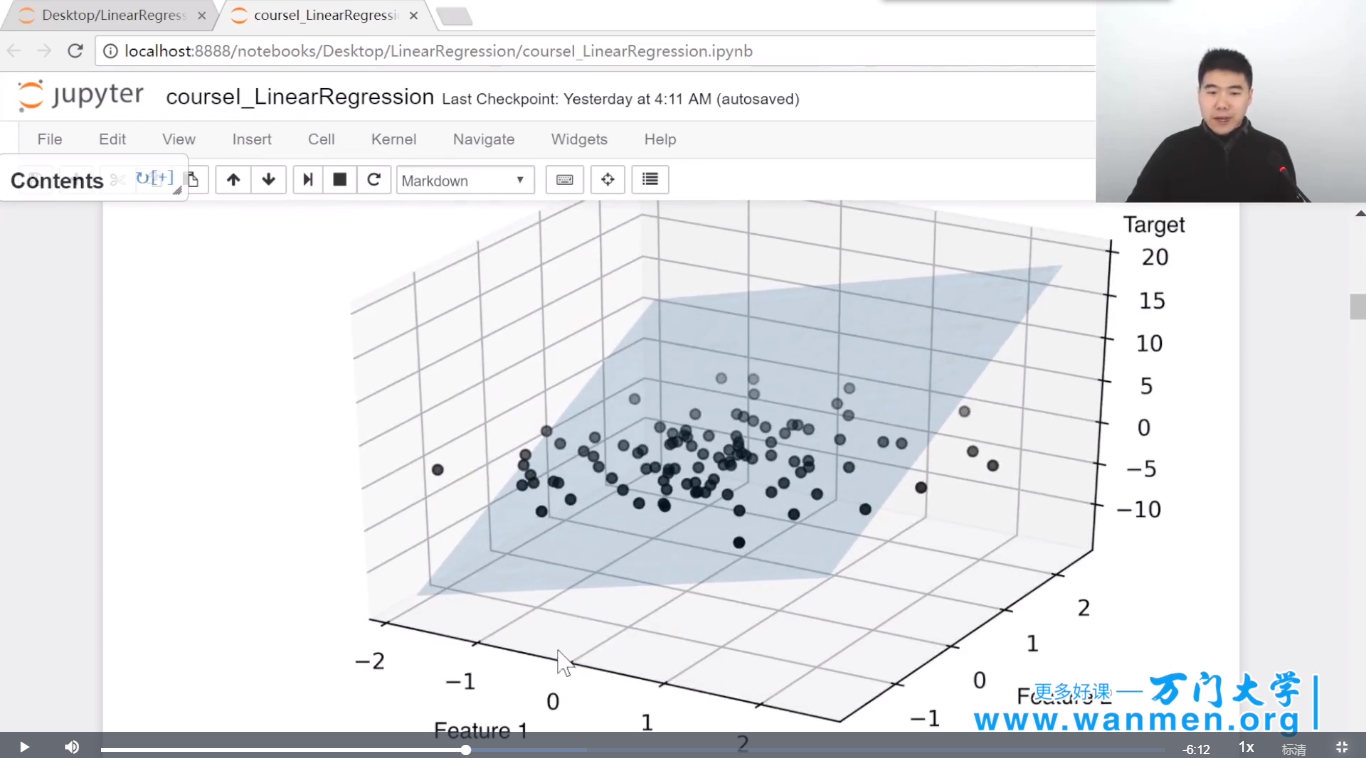 Desktop/LinearRegress
coursel_LinearRegressi
localhost:8888/notebooks/Desktop/LinearRegression/coursel_LinearRegression.ipynb
jupyter
coursel_LinearRegression Last Checkpoint: Yesterday at 4:11 AM (autosaved)
File Edit View Insert Cell Kernel Navigate Widgets Help
Contents ↻[+]
Markdown
Target
20
15
10
5
0
−5
−10
−2
−1
0
1
2
Feature 1
2
1
0
−1
更多好课 — 万门大学
www.wanmen.org
-6:12 1x 标清